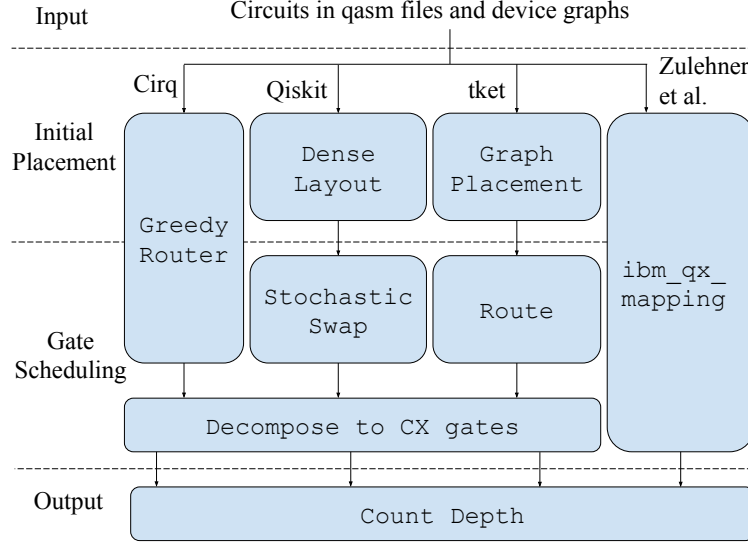 Circuits in qasm files and device graphs
Input
Cirq
Qiskit
tket
Zulehner
et al.
Initial
Placement
Dense
Layout
Graph
Placement
Greedy
Router
ibm_qx_
mapping
Stochastic
Swap
Route
Gate
Scheduling
Decompose to CX gates
Output
Count Depth